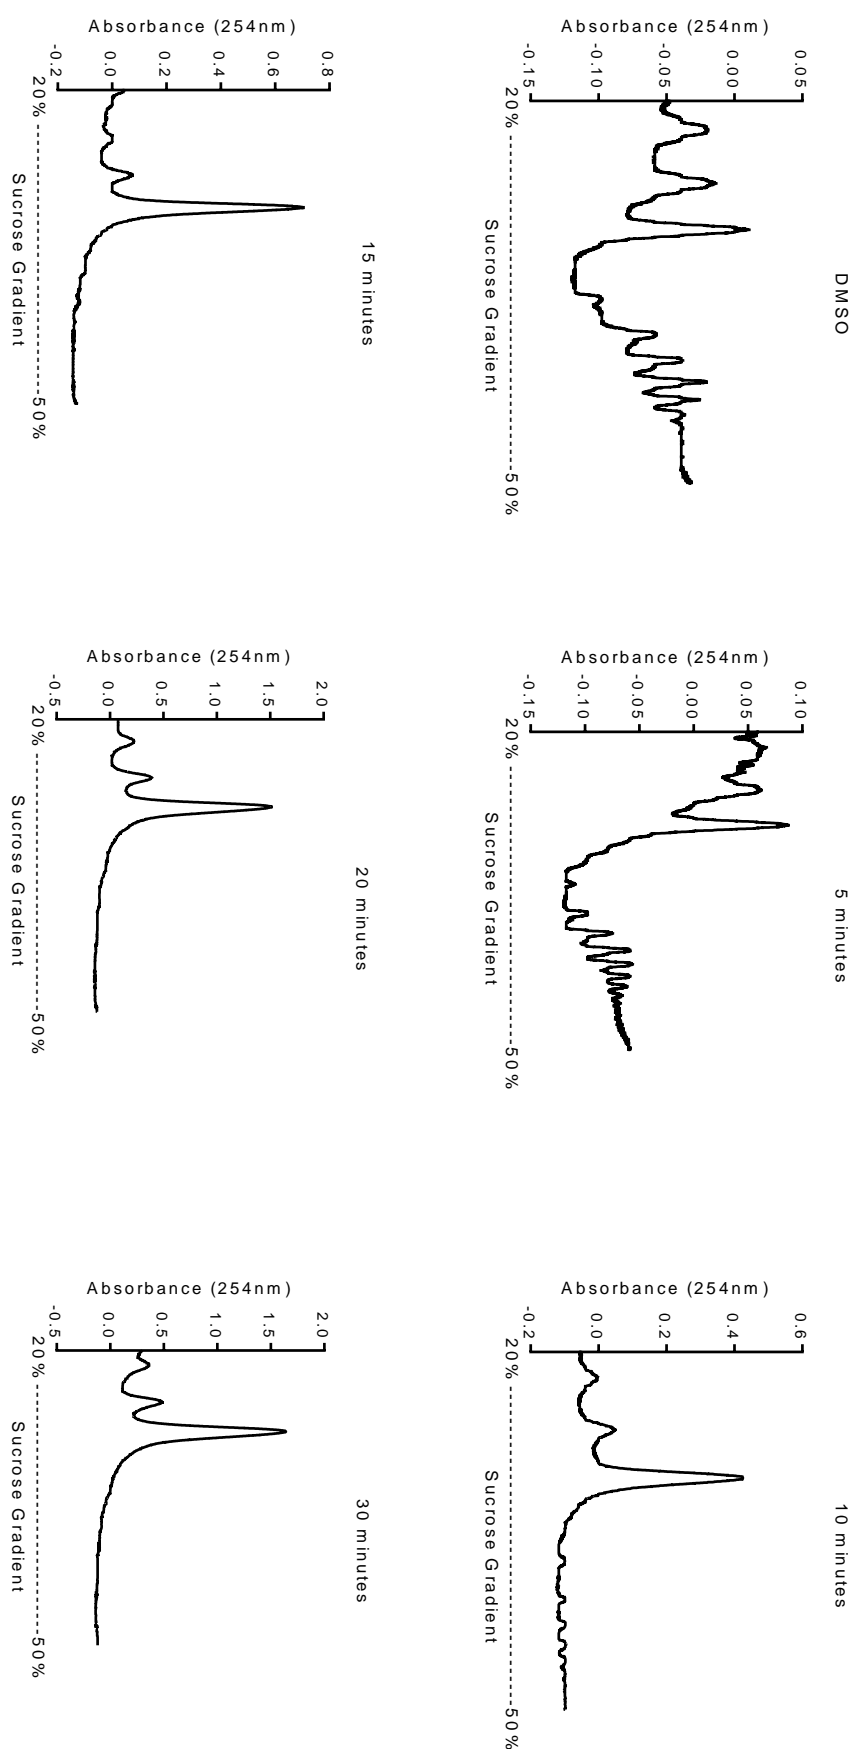 DMSO
Absorbance (254nm)
0.05
0.00
-0.05
-0.10
-0.15
20% ---------- 50%
Sucrose Gradient
5 minutes
Absorbance (254nm)
0.10
0.05
0.00
-0.05
-0.10
-0.15
20% ---------- 50%
Sucrose Gradient
10 minutes
Absorbance (254nm)
0.6
0.4
0.2
0.0
-0.2
20% ---------- 50%
Sucrose Gradient
15 minutes
Absorbance (254nm)
0.8
0.6
0.4
0.2
0.0
-0.2
20% ---------- 50%
Sucrose Gradient
20 minutes
Absorbance (254nm)
2.0
1.5
1.0
0.5
0.0
-0.5
20% ---------- 50%
Sucrose Gradient
30 minutes
Absorbance (254nm)
2.0
1.5
1.0
0.5
0.0
-0.5
20% ---------- 50%
Sucrose Gradient